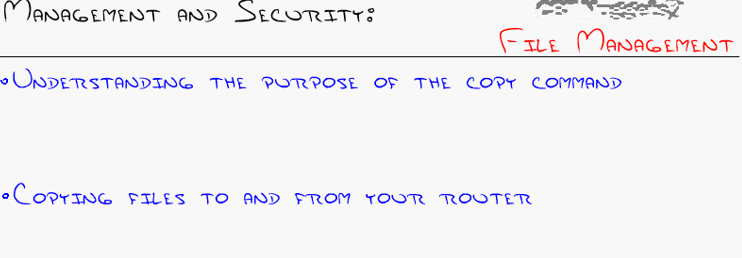 Management and Security:
File Management
•Understanding the purpose of the copy command
•Copying files to and from your router